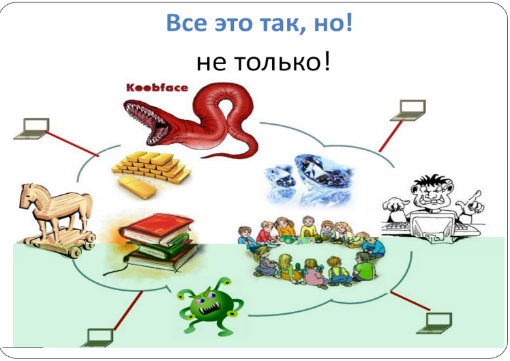 Все это так, но!
не только!
Koobface